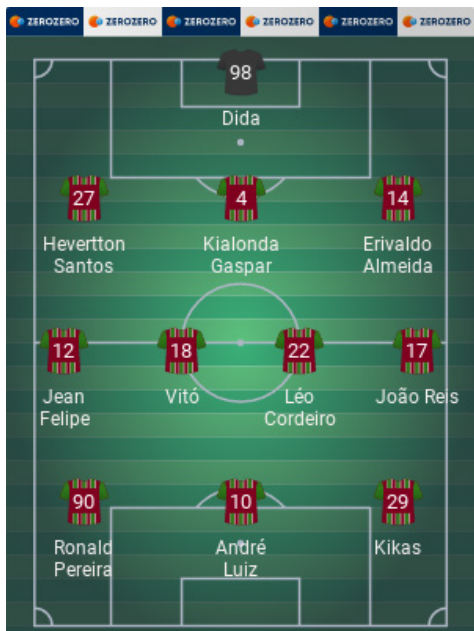 ZEROZERO ZEROZERO ZEROZERO ZEROZERO ZEROZERO ZEROZERO
98
Dida
27 4 14
Hevertton Kialonda Erivaldo
Santos Gaspar Almeida
12 18 22 17
Jean Vitó Léo João Reis
Felipe Cordeiro
90 10 29
Ronald André Kikas
Pereira Luiz